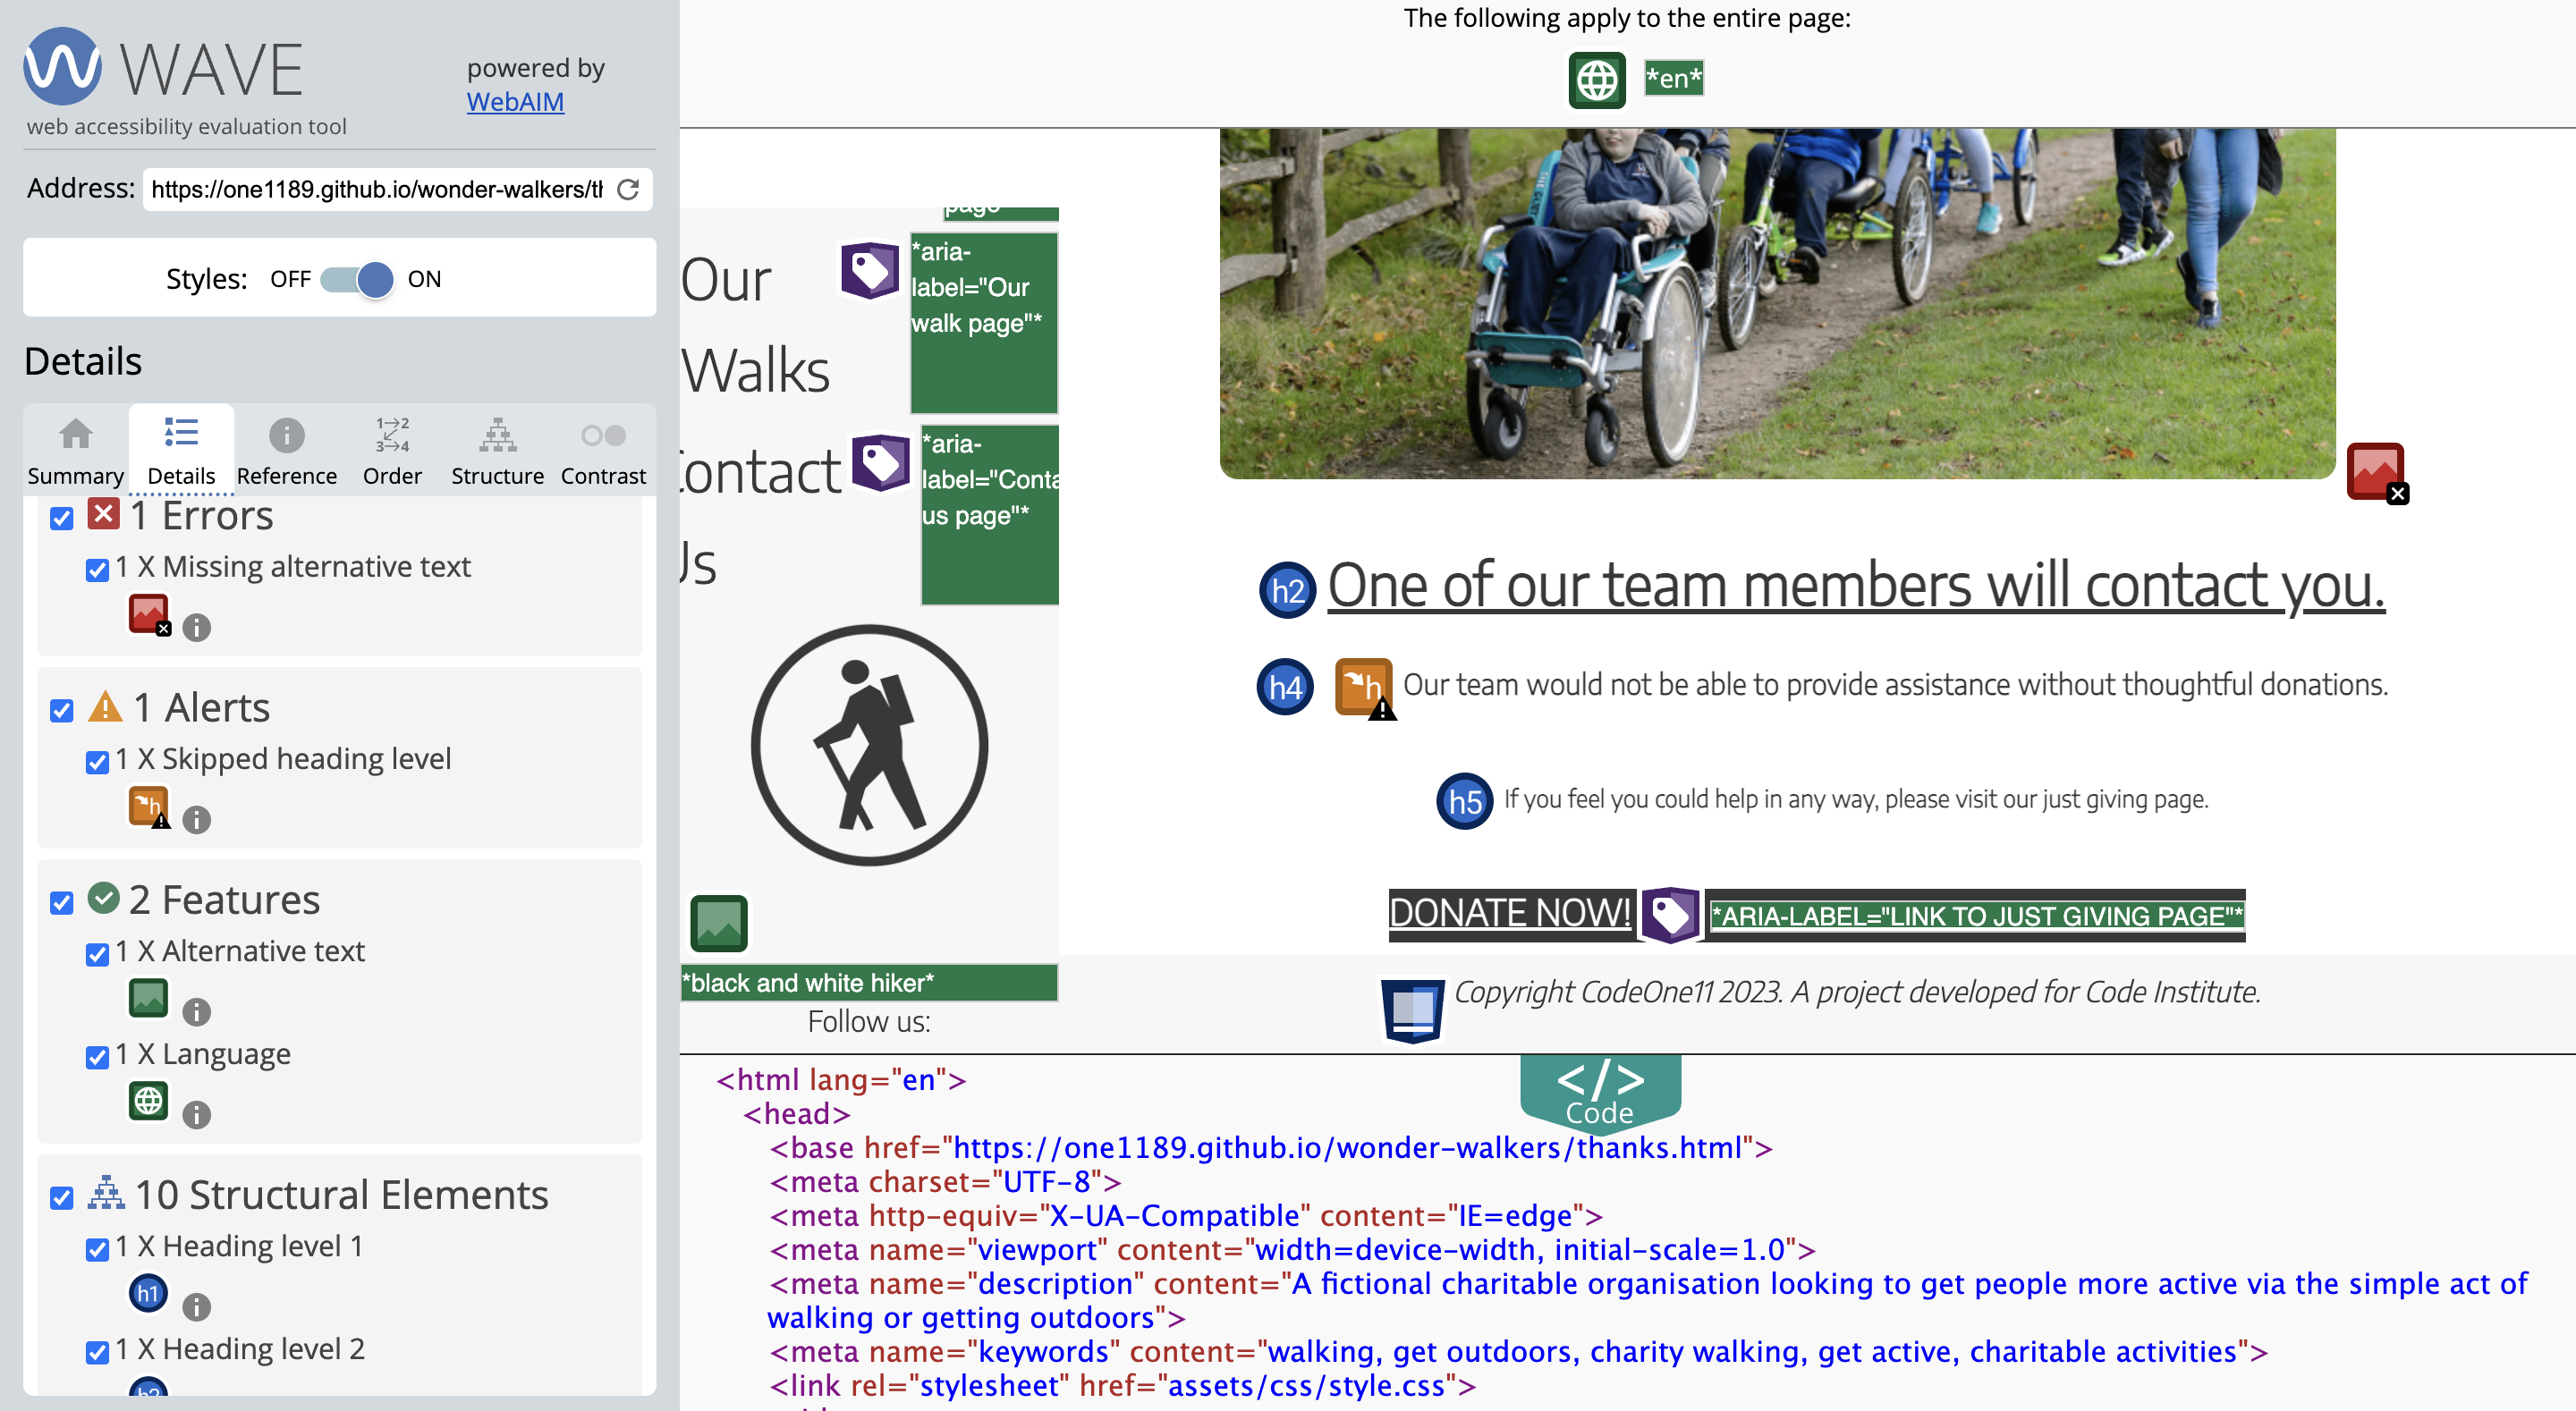 WAVE
powered by
WebAIM
web accessibility evaluation tool
Address: https://one1189.github.io/wonder-walkers/th
Styles: OFF ON
Details
Summary Details Reference Order Structure Contrast
1 Errors
1 X Missing alternative text
1 Alerts
1 X Skipped heading level
h
2 Features
1 X Alternative text
1 X Language
10 Structural Elements
1 X Heading level 1
h1
1 X Heading level 2
h2
The following apply to the entire page:
*en*
page
Our Walks
*aria-label="Our walk page"*
ontact Us
*aria-label="Conta
us page"*
*black and white hiker*
Follow us:
h2 One of our team members will contact you.
h4 h Our team would not be able to provide assistance without thoughtful donations.
h5 If you feel you could help in any way, please visit our just giving page.
DONATE NOW! *ARIA-LABEL="LINK TO JUST GIVING PAGE"*
Copyright CodeOne11 2023. A project developed for Code Institute.
</> Code
<html lang="en">
<head>
<base href="https://one1189.github.io/wonder-walkers/thanks.html">
<meta charset="UTF-8">
<meta http-equiv="X-UA-Compatible" content="IE=edge">
<meta name="viewport" content="width=device-width, initial-scale=1.0">
<meta name="description" content="A fictional charitable organisation looking to get people more active via the simple act of
walking or getting outdoors">
<meta name="keywords" content="walking, get outdoors, charity walking, get active, charitable activities">
<link rel="stylesheet" href="assets/css/style.css">